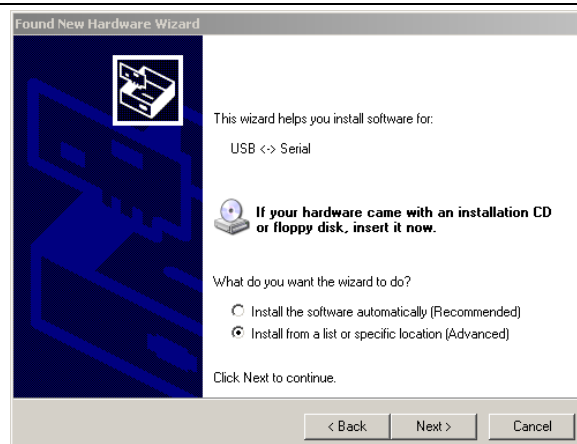 Found New Hardware Wizard
This wizard helps you install software for:
USB <-> Serial
If your hardware came with an installation CD
or floppy disk, insert it now.
What do you want the wizard to do?
Install the software automatically (Recommended)
Install from a list or specific location (Advanced)
Click Next to continue.
< Back Next > Cancel